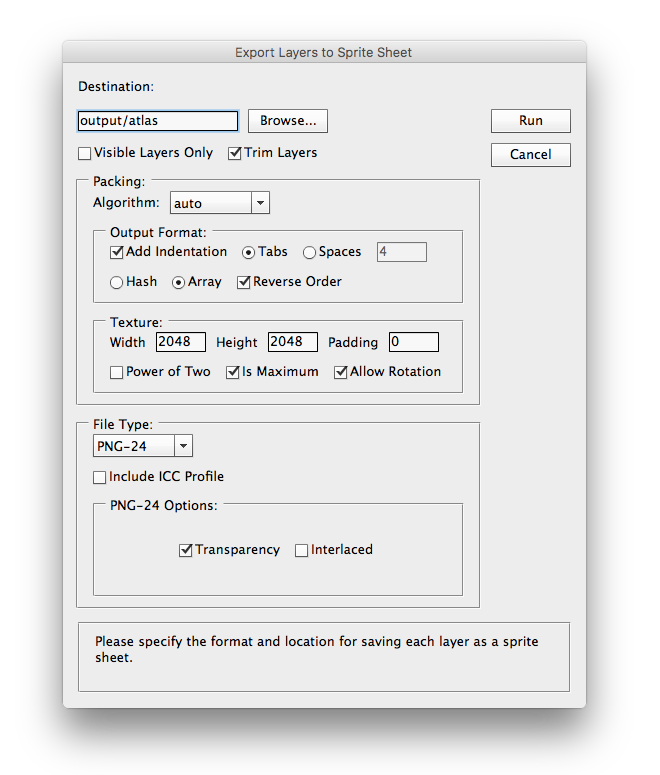 Export Layers to Sprite Sheet
Destination:
output/atlas Browse... Run
Visible Layers Only Trim Layers Cancel
Packing:
Algorithm: auto
Output Format:
Add Indentation Tabs Spaces 4
Hash Array Reverse Order
Texture:
Width 2048 Height 2048 Padding 0
Power of Two Is Maximum Allow Rotation
File Type:
PNG-24
Include ICC Profile
PNG-24 Options:
Transparency Interlaced
Please specify the format and location for saving each layer as a sprite
sheet.